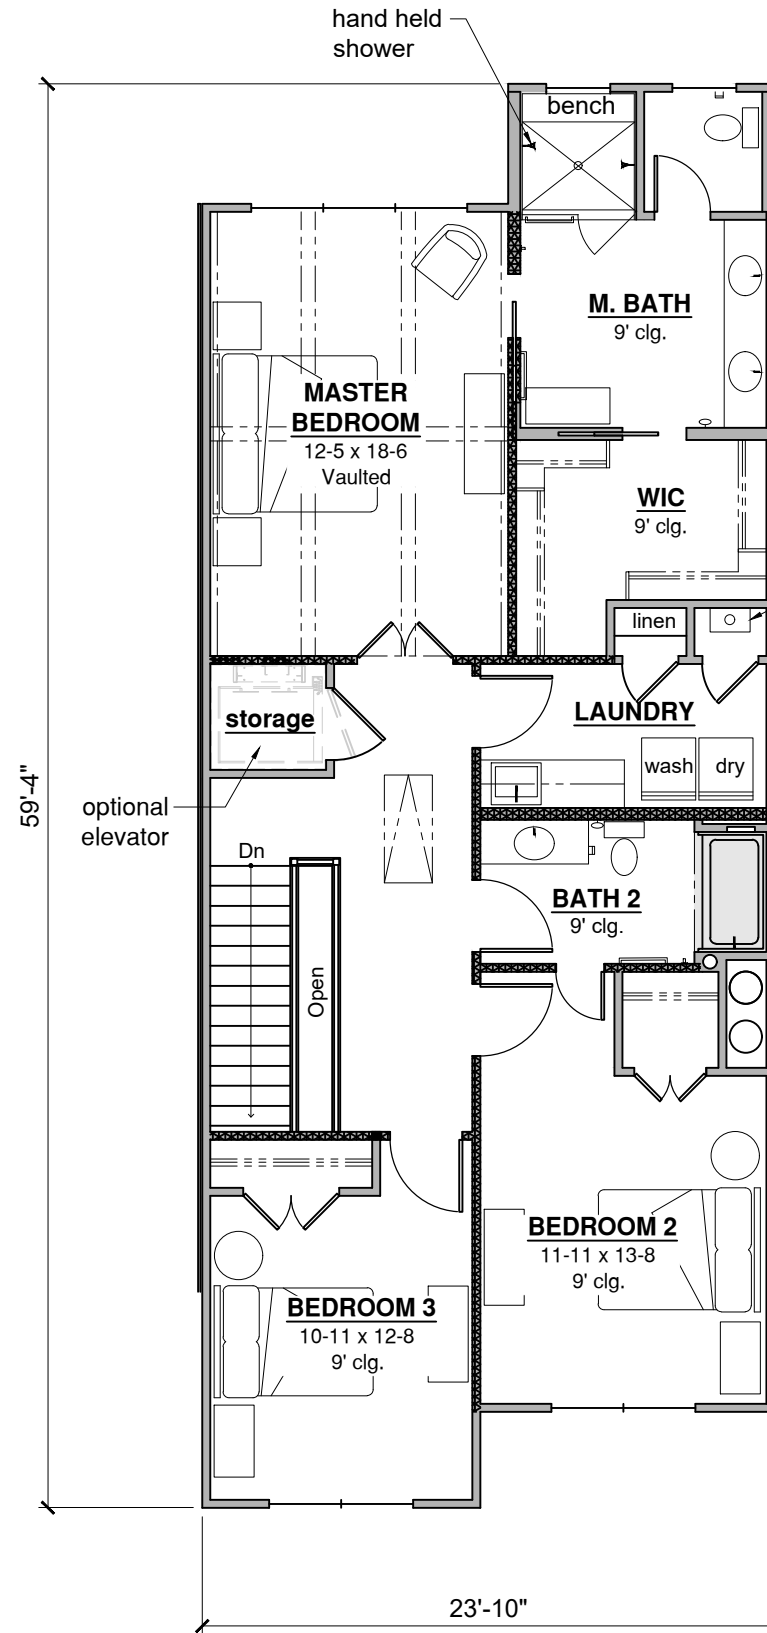 hand held
shower
bench
M. BATH
9' clg.
MASTER
BEDROOM
12-5 x 18-6
Vaulted
WIC
9' clg.
linen
storage
LAUNDRY
wash
dry
59'-4"
optional
elevator
Dn
BATH 2
9' clg.
Open
BEDROOM 2
11-11 x 13-8
9' clg.
BEDROOM 3
10-11 x 12-8
9' clg.
23'-10"